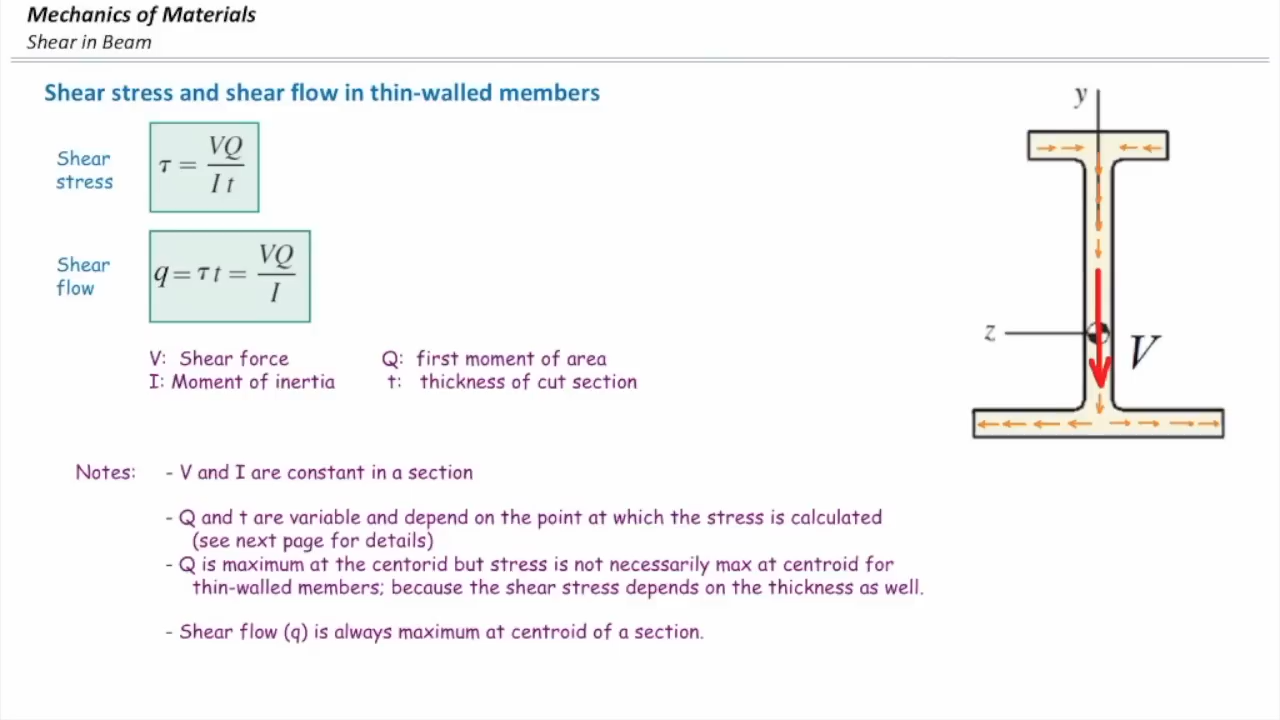 Mechanics of Materials
Shear in Beam
Shear stress and shear flow in thin-walled members
Shear
stress
τ = VQ / I t
Shear
flow
q = τ t = VQ / I
V: Shear force
Q: first moment of area
I: Moment of inertia
t: thickness of cut section
Notes:
- V and I are constant in a section
- Q and t are variable and depend on the point at which the stress is calculated
(see next page for details)
- Q is maximum at the centorid but stress is not necessarily max at centroid for
thin-walled members; because the shear stress depends on the thickness as well.
- Shear flow (q) is always maximum at centroid of a section.
y
z
V